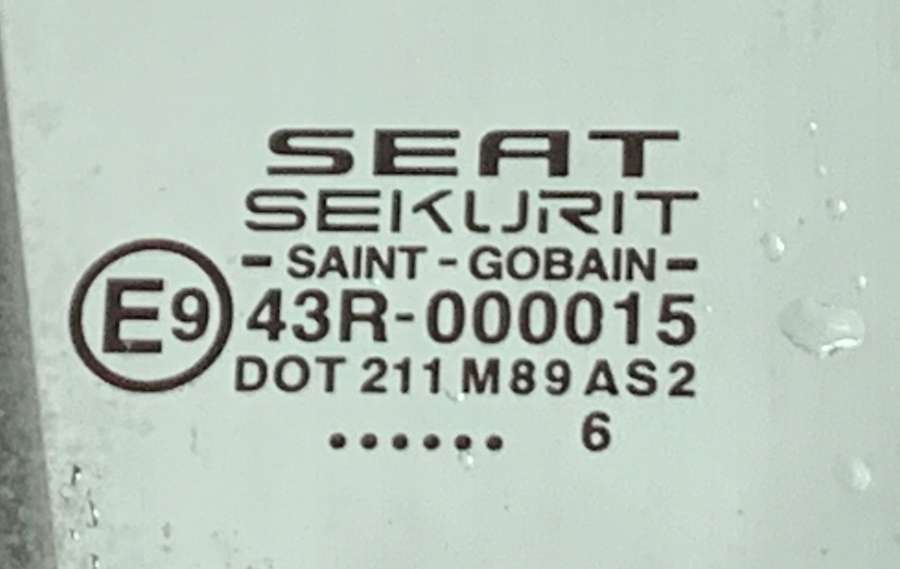 SEAT
SEKURIT
- SAINT - GOBAIN -
E9 43R-000015
DOT 211 M89 AS2
...... 6